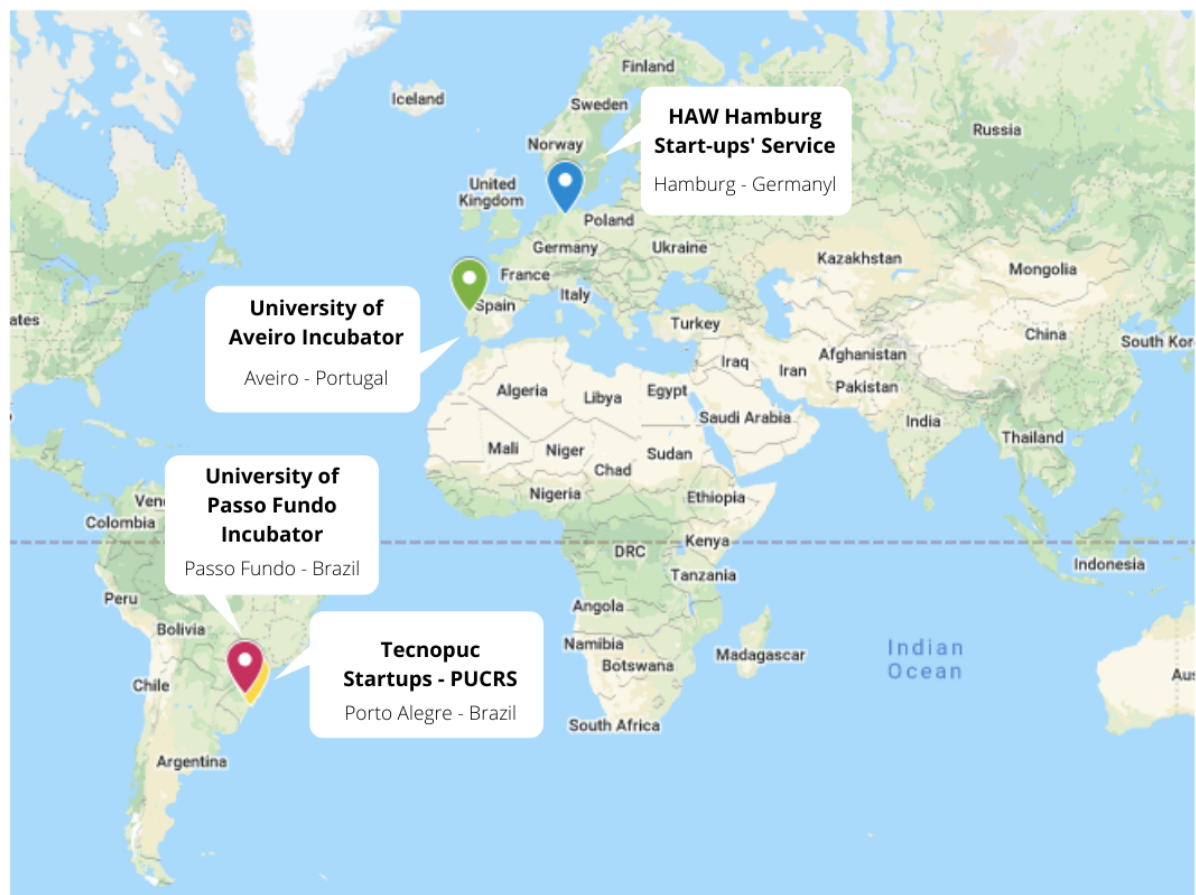 Finland
Iceland
Sweden
HAW Hamburg
Start-ups' Service
Hamburg - Germanyl
Russia
Norway
United
Kingdom
Poland
Germany
Ukraine
Kazakhstan
France
Mongolia
Italy
Spain
University of
Aveiro Incubator
Aveiro - Portugal
ates
Turkey
China
South Kor
Afghanistan
Iraq
Iran
Pakistan
Algeria
Libya
Egypt
Saudi Arabia
India
Thailand
Mali
Niger
Sudan
Chad
Nigeria
Ethiopia
University of
Passo Fundo
Incubator
Passo Fundo - Brazil
Ven
Colombia
DRC
Kenya
Indonesia
Tanzania
Peru
Angola
Bolivia
Namibia
Botswana
Madagascar
Indian
Ocean
Tecnopuc
Startups - PUCRS
Porto Alegre - Brazil
Chile
Aus
South Africa
Argentina